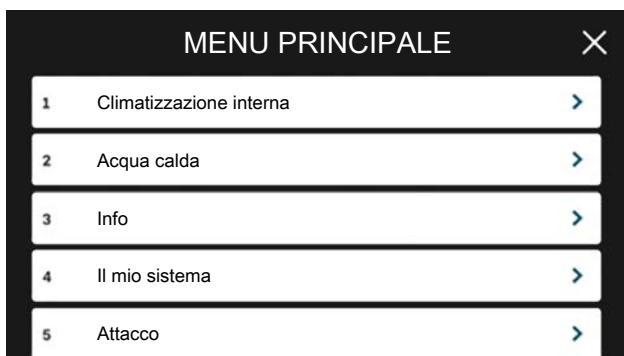 MENU PRINCIPALE
1 Climatizzazione interna
2 Acqua calda
3 Info
4 Il mio sistema
5 Attacco